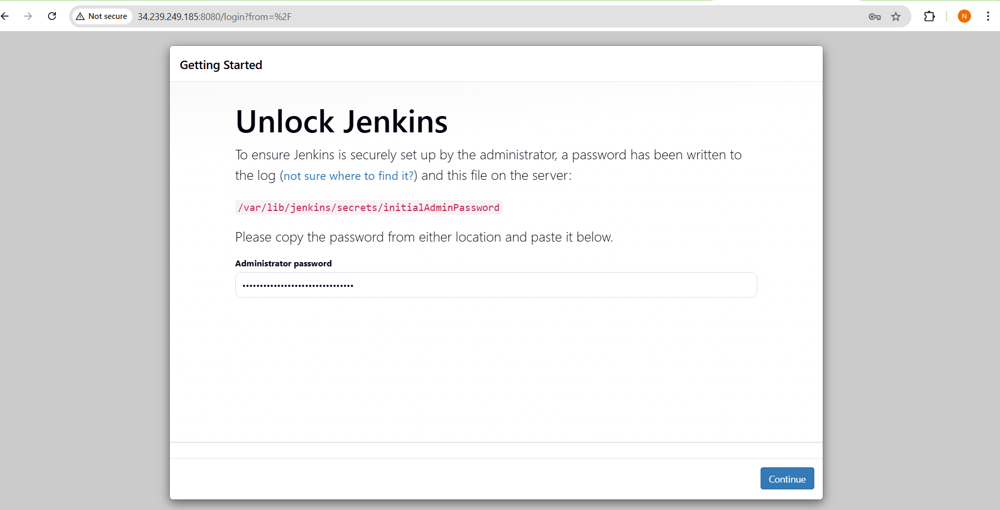 Not secure 34.239.249.185:8080/login?from=%2F
N
Getting Started
Unlock Jenkins
To ensure Jenkins is securely set up by the administrator, a password has been written to
the log (not sure where to find it?) and this file on the server:
/var/lib/jenkins/secrets/initialAdminPassword
Please copy the password from either location and paste it below.
Administrator password
••••••••••••••••••••••••••••••••
Continue